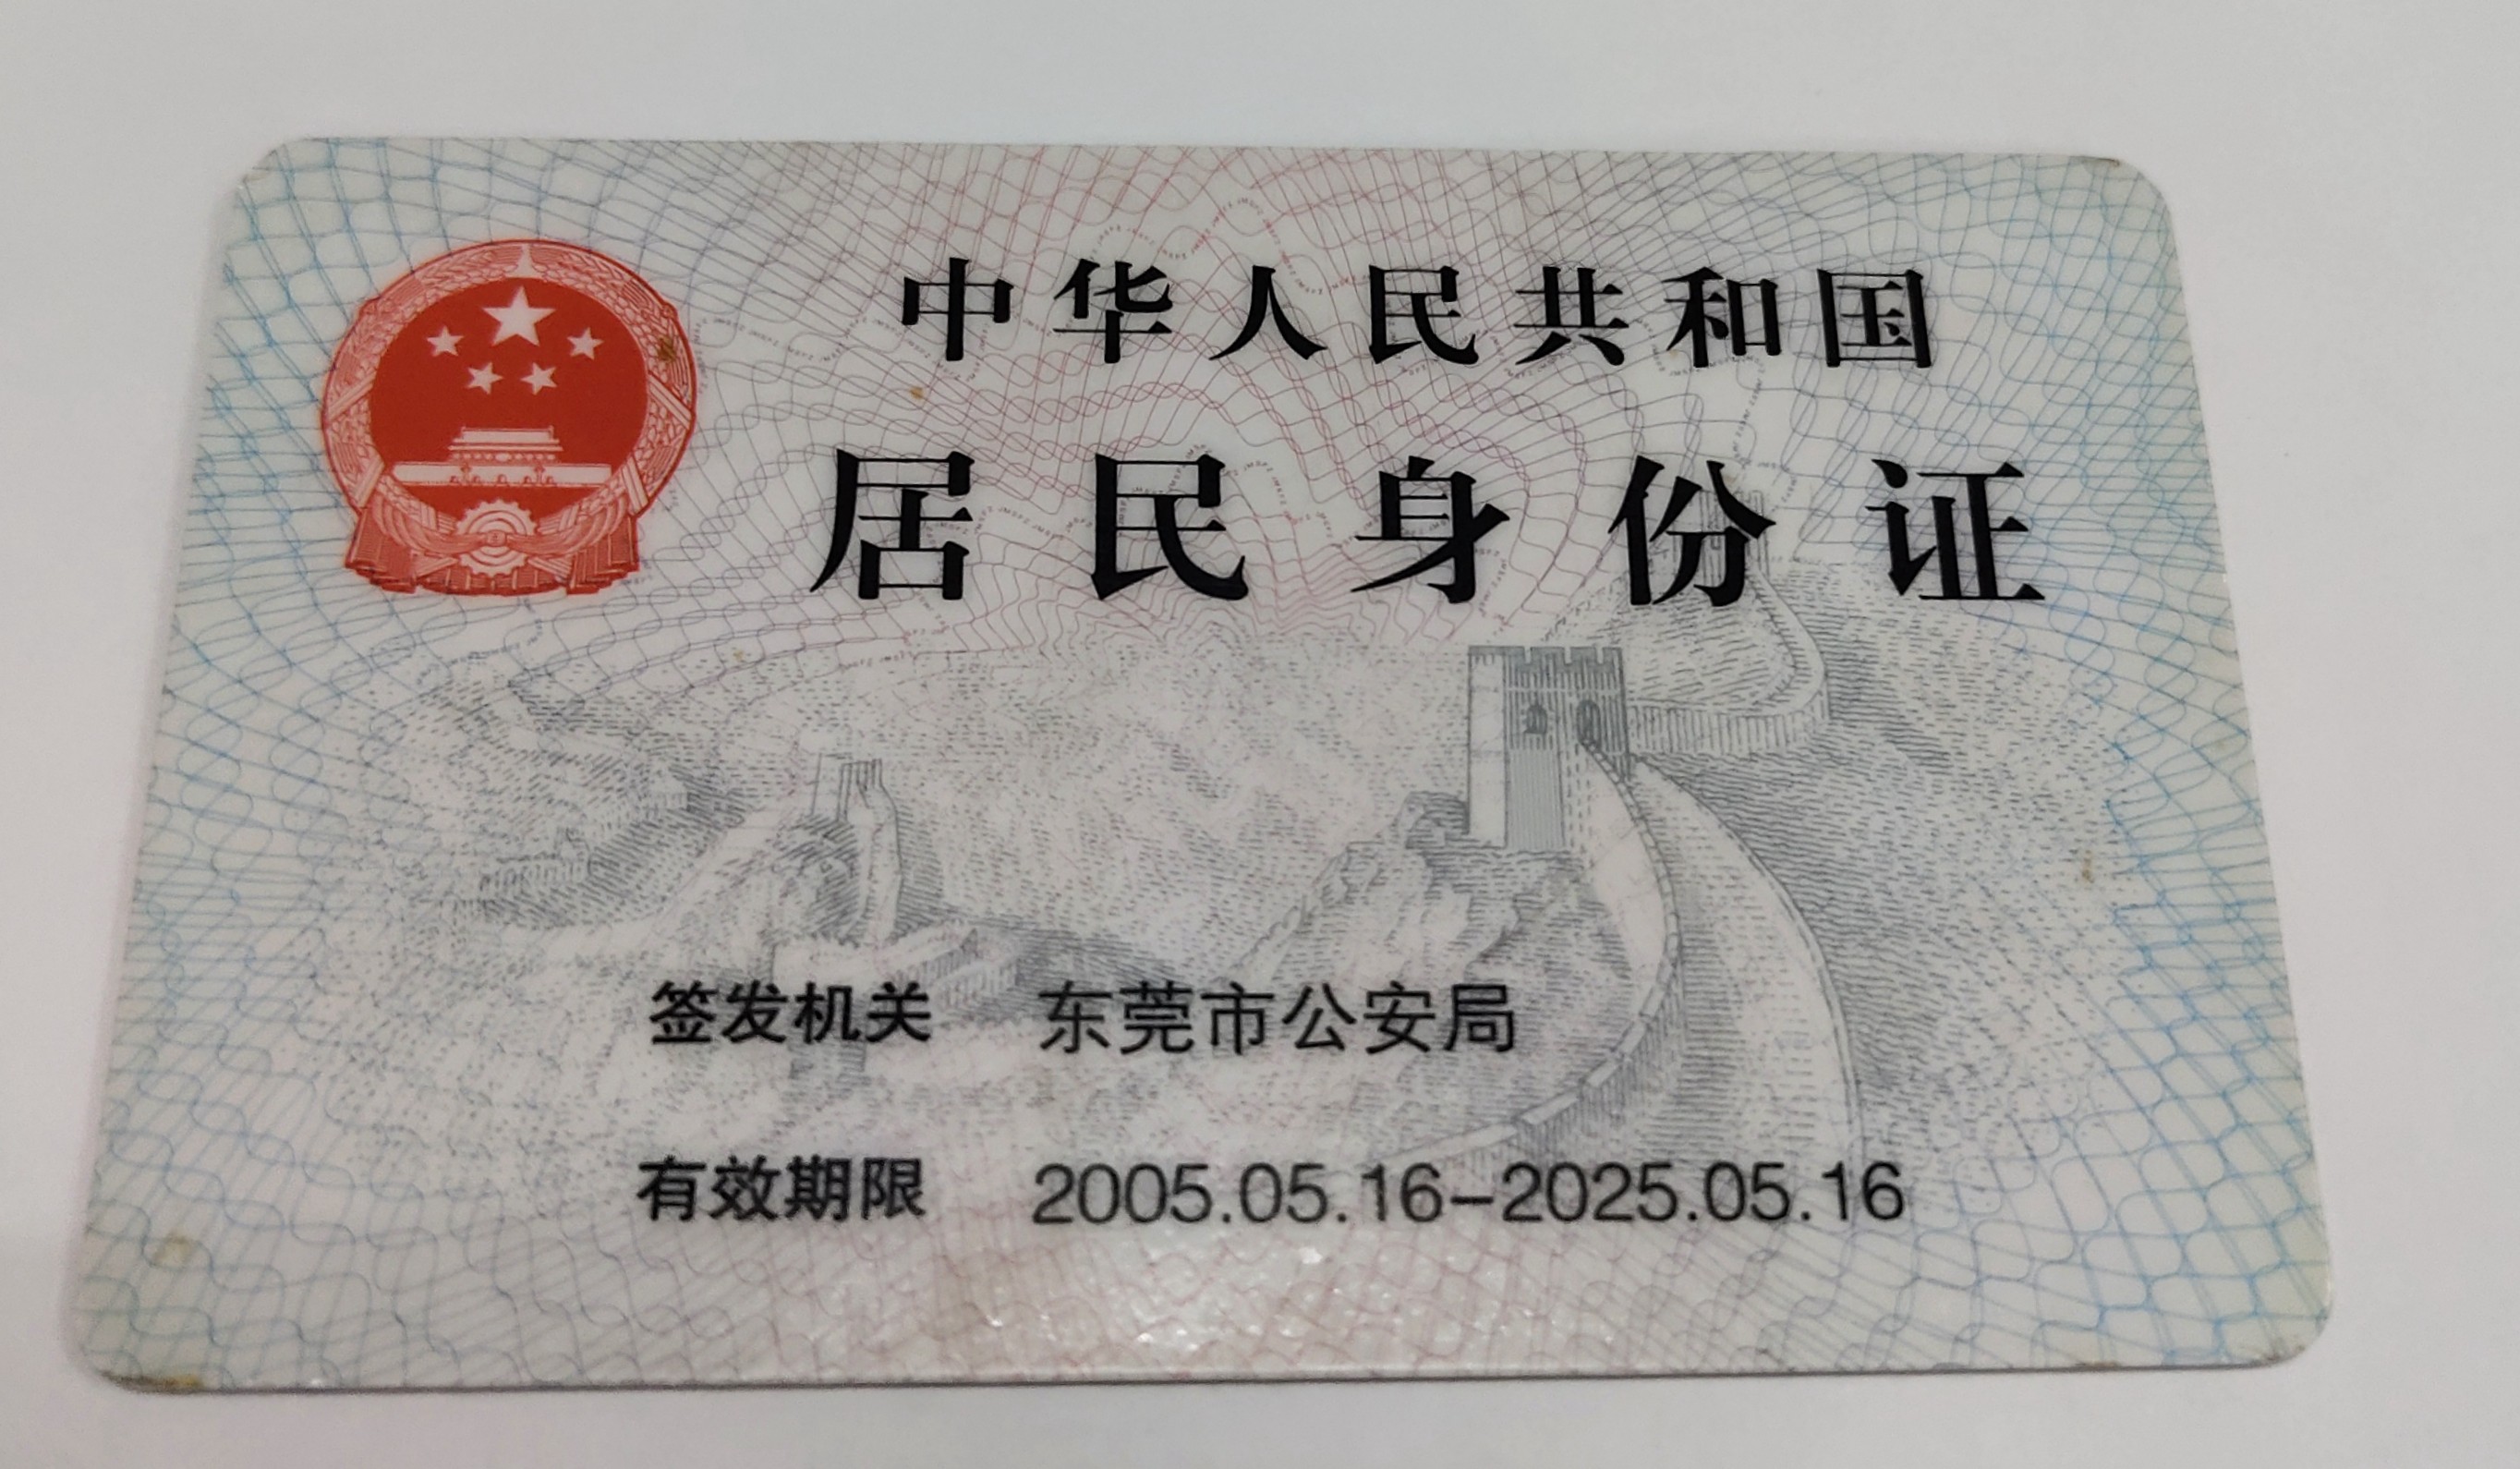 中华人民共和国
居民身份证
签发机关 东莞市公安局
有效期限 2005.05.16-2025.05.16